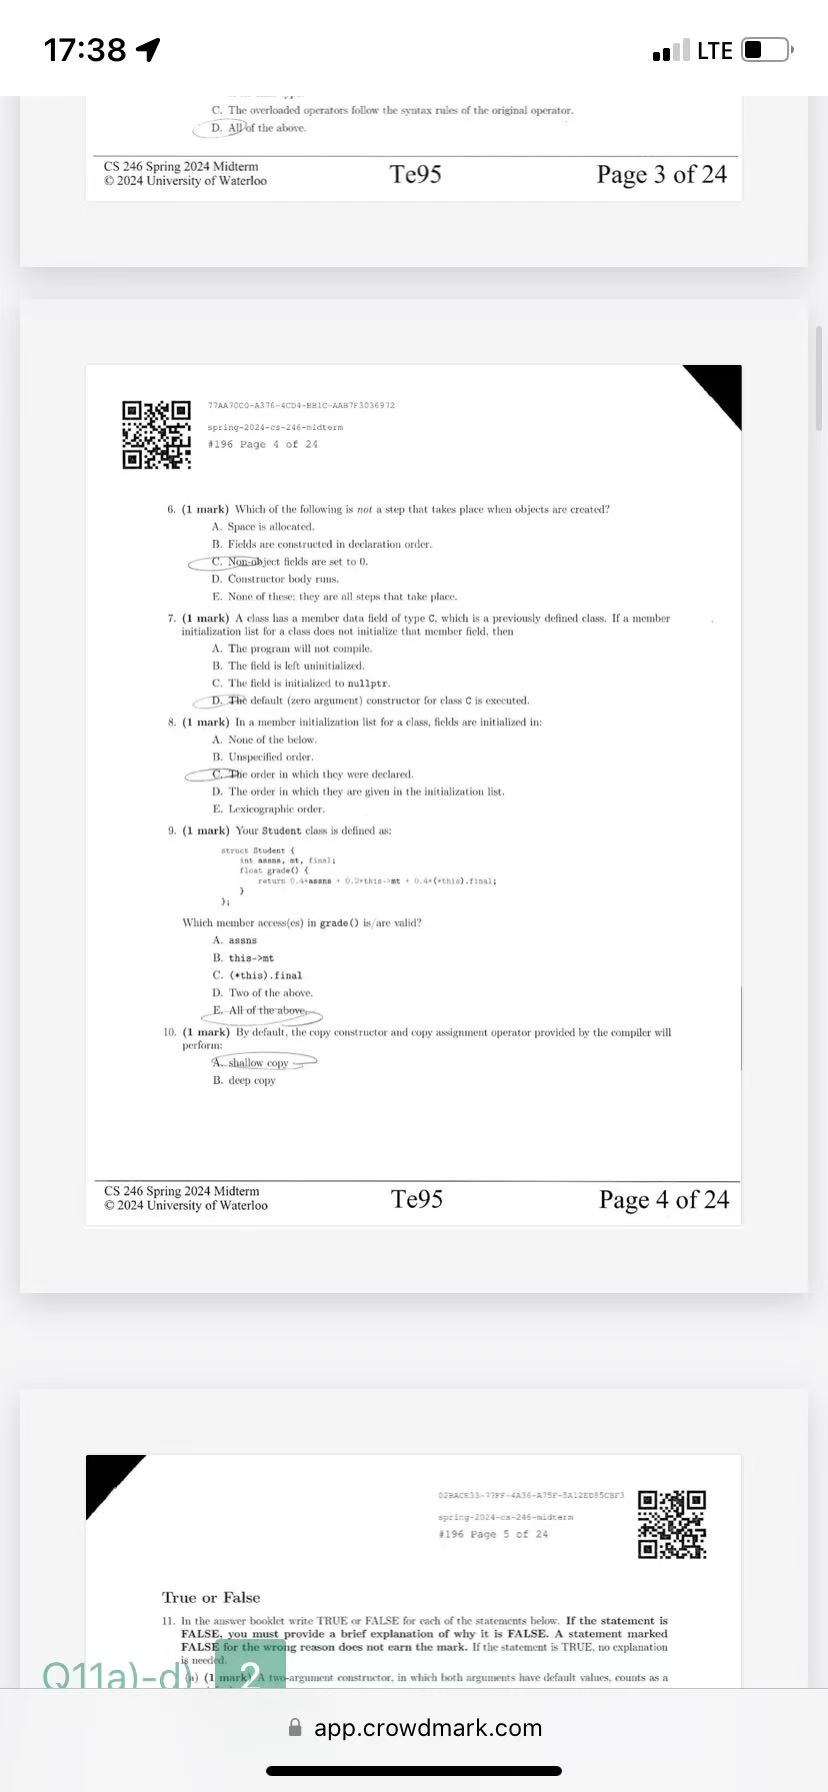 17:38
LTE
C. The overloaded operators follow the syntax rules of the original operator.
D. All of the above.
CS 246 Spring 2024 Midterm
© 2024 University of Waterloo
Te95
Page 3 of 24
77AA70C0-A376-4CD4-BB1C-AAB7F3036972
spring-2024-cs-246-midterm
#196 Page 4 of 24
6. (1 mark) Which of the following is not a step that takes place when objects are created?
A. Space is allocated.
B. Fields are constructed in declaration order.
C. Non-object fields are set to 0.
D. Constructor body runs.
E. None of these; they are all steps that take place.
7. (1 mark) A class has a member data field of type C, which is a previously defined class. If a member
initialization list for a class does not initialize that member field, then
A. The program will not compile.
B. The field is left uninitialized.
C. The field is initialized to nullptr.
D. The default (zero argument) constructor for class C is executed.
8. (1 mark) In a member initialization list for a class, fields are initialized in:
A. None of the below.
B. Unspecified order.
C. The order in which they were declared.
D. The order in which they are given in the initialization list.
E. Lexicographic order.
9. (1 mark) Your Student class is defined as:
struct Student {
int assns, mt, final;
float grade() {
return 0.4*assns + 0.2*this->mt + 0.4*(*this).final;
}
};
Which member access(es) in grade() is/are valid?
A. assns
B. this->mt
C. (*this).final
D. Two of the above.
E. All of the above.
10. (1 mark) By default, the copy constructor and copy assignment operator provided by the compiler will
perform:
A. shallow copy
B. deep copy
CS 246 Spring 2024 Midterm
© 2024 University of Waterloo
Te95
Page 4 of 24
spring-2024-cs-246-midterm
#196 Page 5 of 24
True or False
11. In the answer booklet write TRUE or FALSE for each of the statements below. If the statement is
FALSE, you must provide a brief explanation of why it is FALSE. A statement marked
FALSE for the wrong reason does not earn the mark. If the statement is TRUE, no explanation
is needed.
Q11a)-d) 2
(a) (1 mark) A two-argument constructor, in which both arguments have default values, counts as a
app.crowdmark.com